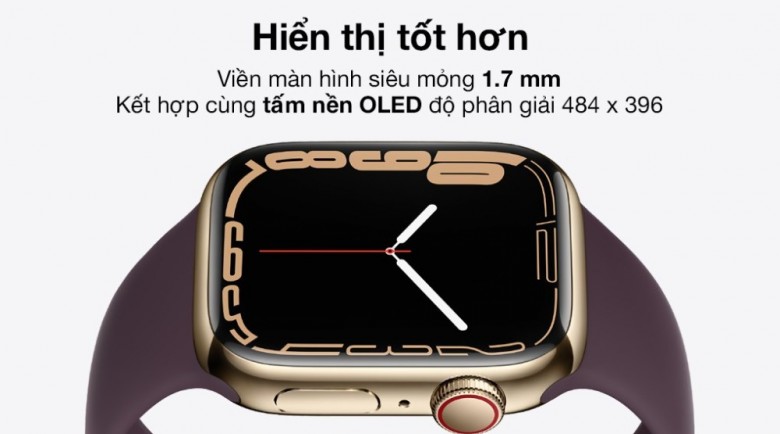 Hiển thị tốt hơn
Viền màn hình siêu mỏng 1.7 mm
Kết hợp cùng tấm nền OLED độ phân giải 484 x 396